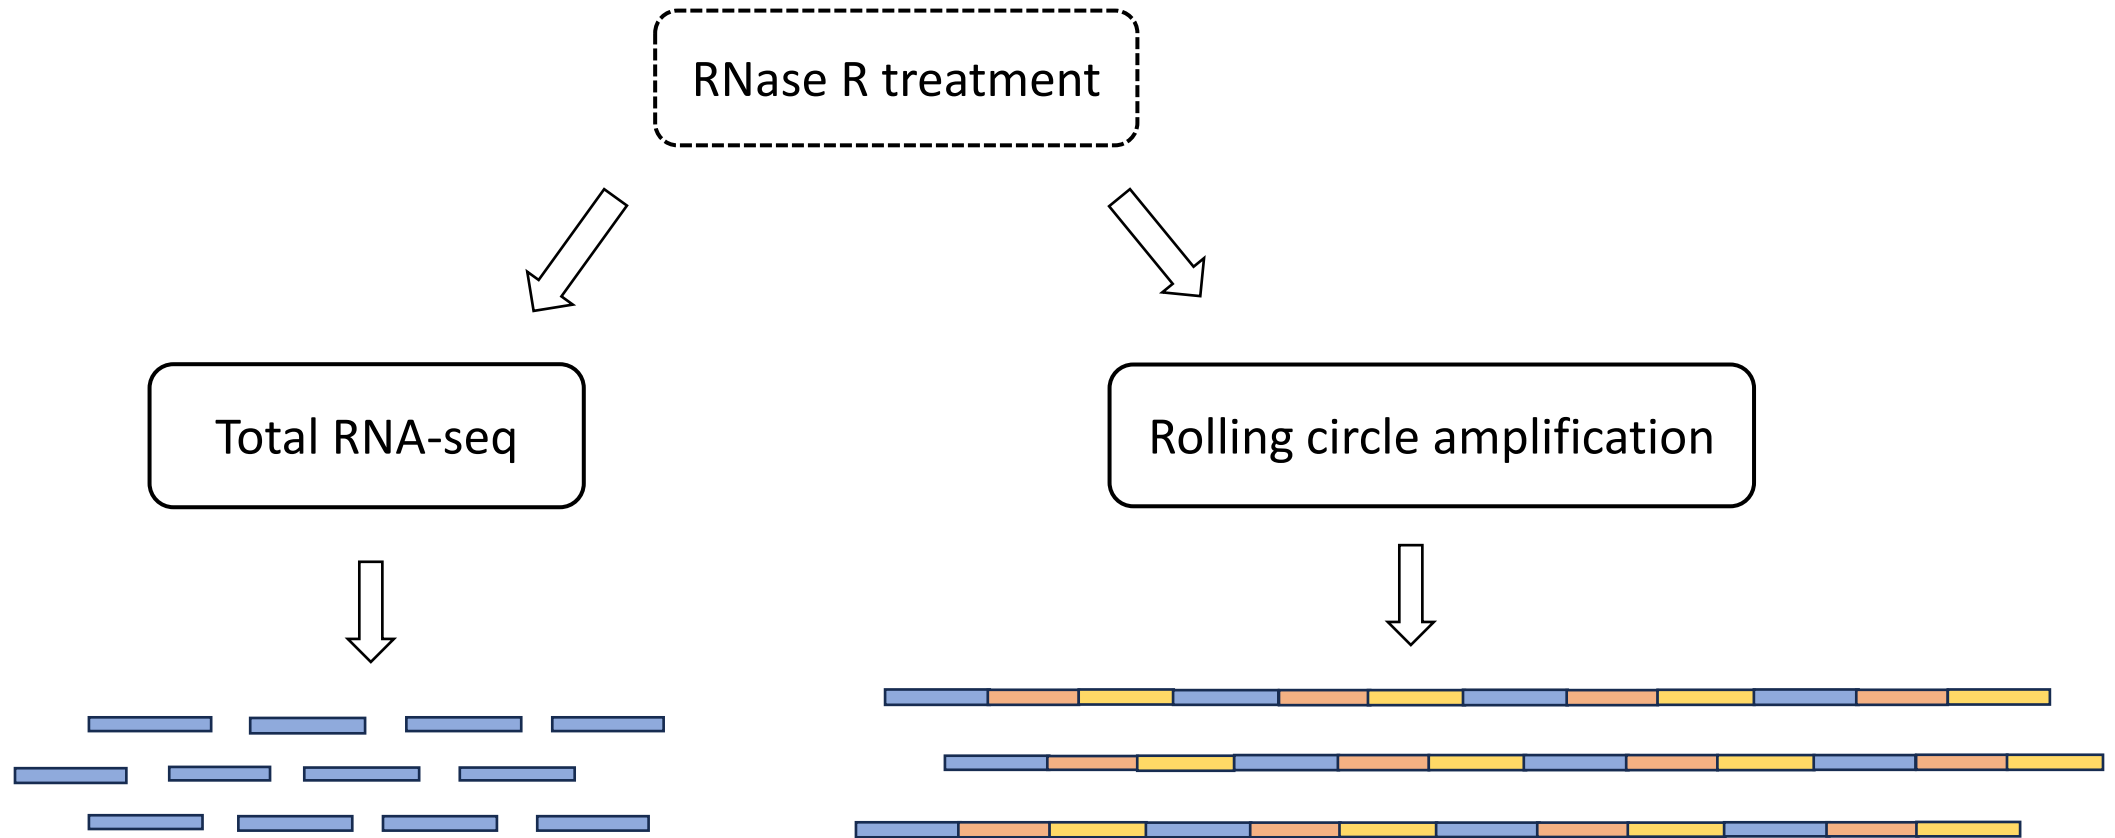 RNase R treatment
Total RNA-seq
Rolling circle amplification